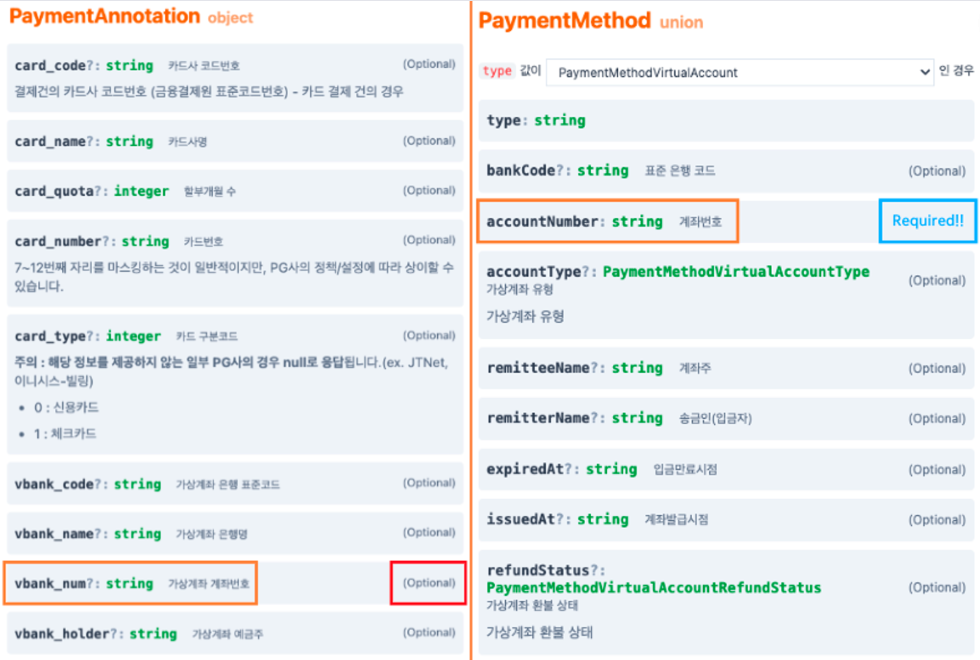 PaymentAnnotation object
card_code?: string 카드사 코드번호 (Optional)
결제건의 카드사 코드번호 (금융결제원 표준코드번호) - 카드 결제 건의 경우
card_name?: string 카드사명 (Optional)
card_quota?: integer 할부개월 수 (Optional)
card_number?: string 카드번호 (Optional)
7~12번째 자리를 마스킹하는 것이 일반적이지만, PG사의 정책/설정에 따라 상이할 수
있습니다.
card_type?: integer 카드 구분코드 (Optional)
주의 : 해당 정보를 제공하지 않는 일부 PG사의 경우 null로 응답됩니다.(ex. JTNet,
이니시스-빌링)
• 0 : 신용카드
• 1 : 체크카드
vbank_code?: string 가상계좌 은행 표준코드 (Optional)
vbank_name?: string 가상계좌 은행명 (Optional)
vbank_num?: string 가상계좌 계좌번호 (Optional)
vbank_holder?: string 가상계좌 예금주 (Optional)
PaymentMethod union
type 값이 PaymentMethodVirtualAccount 인 경우
type: string
bankCode?: string 표준 은행 코드 (Optional)
accountNumber: string 계좌번호 Required!!
accountType?: PaymentMethodVirtualAccountType (Optional)
가상계좌 유형
가상계좌 유형
remitteeName?: string 계좌주 (Optional)
remitterName?: string 송금인(입금자) (Optional)
expiredAt?: string 입금만료시점 (Optional)
issuedAt?: string 계좌발급시점 (Optional)
refundStatus?:
PaymentMethodVirtualAccountRefundStatus (Optional)
가상계좌 환불 상태
가상계좌 환불 상태